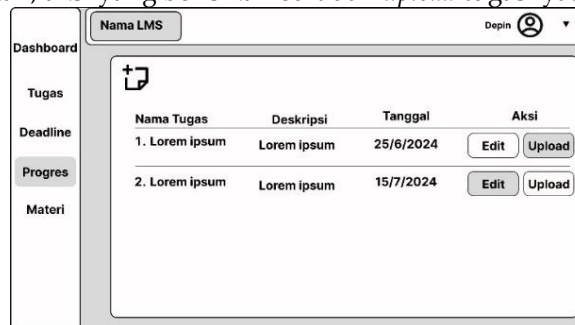 Nama LMS
Depin
Dashboard
Tugas
Deadline
Progres
Materi
Nama Tugas Deskripsi Tanggal Aksi
1. Lorem ipsum Lorem ipsum 25/6/2024 Edit Upload
2. Lorem ipsum Lorem ipsum 15/7/2024 Edit Upload